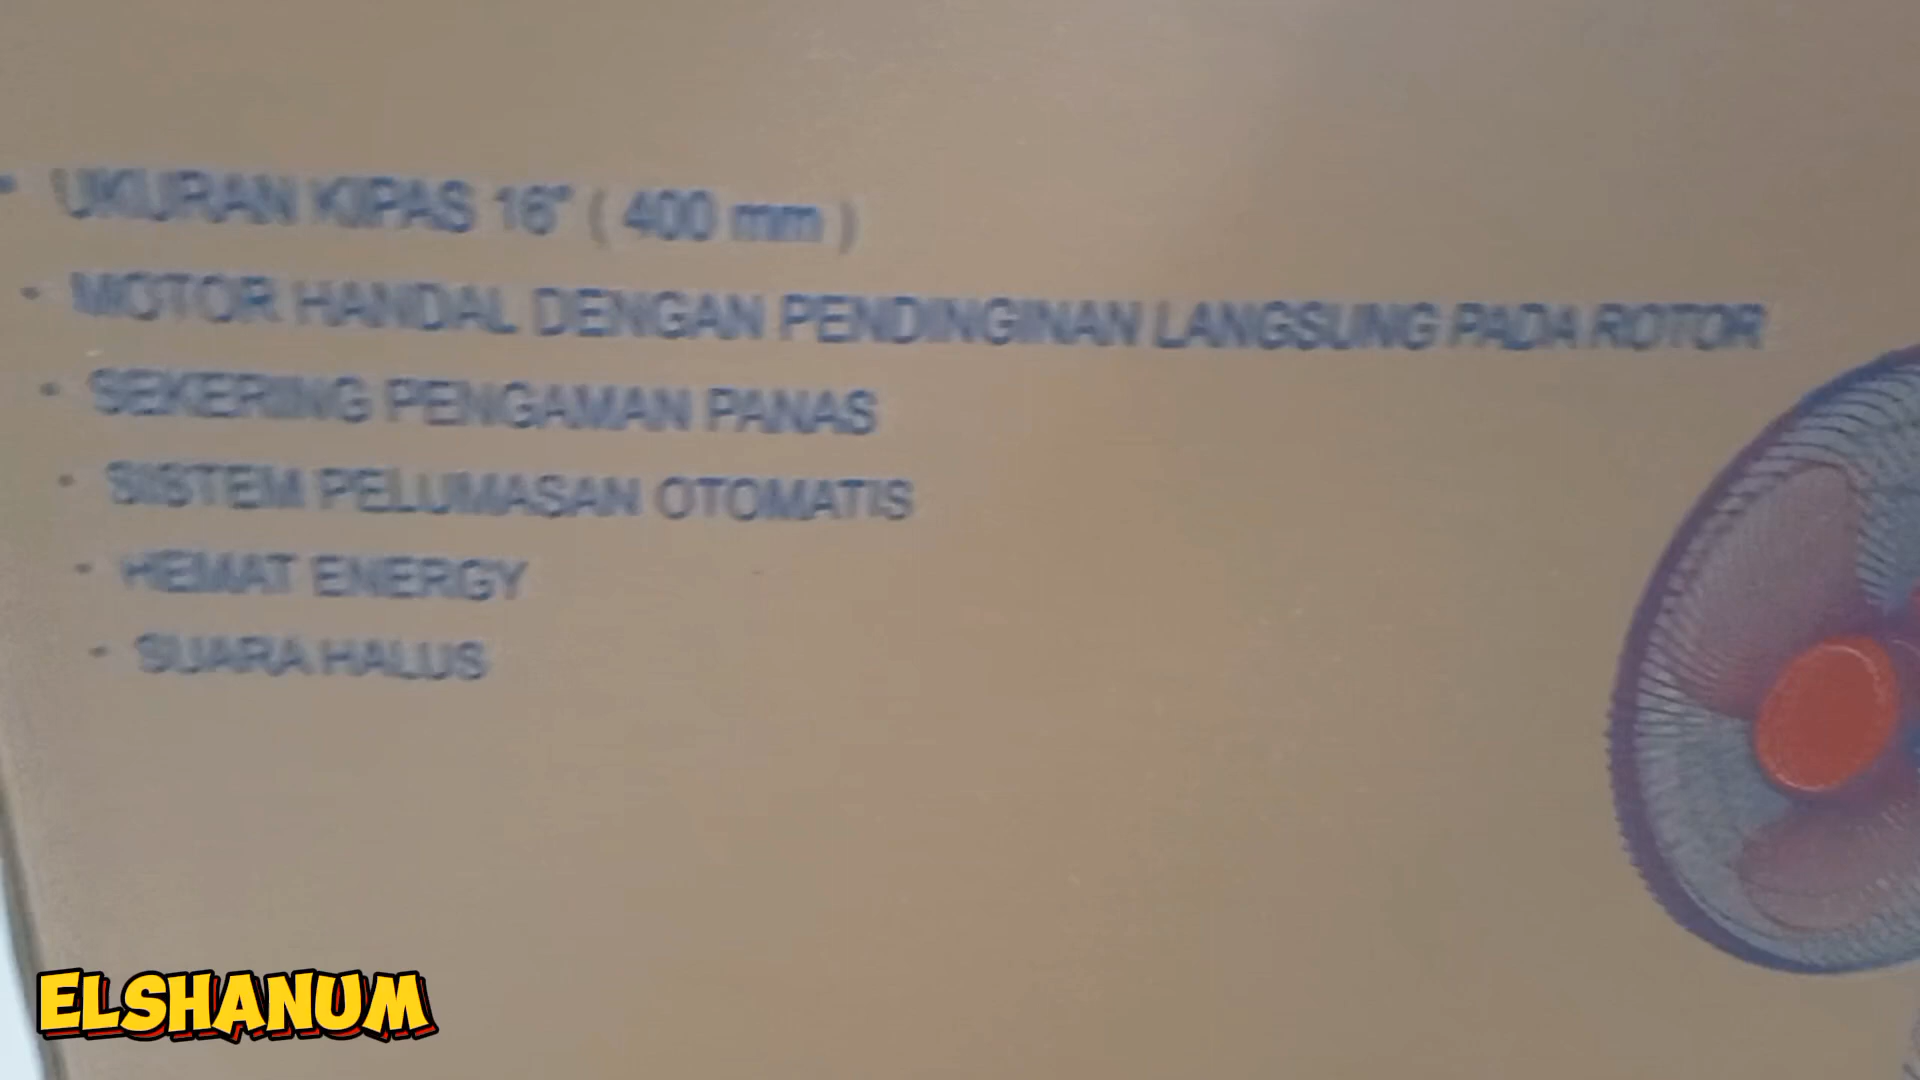 • UKURAN KIPAS 16" ( 400 mm )
• MOTOR HANDAL DENGAN PENDINGINAN LANGSUNG PADA ROTOR
• SEKERING PENGAMAN PANAS
• SISTEM PELUMASAN OTOMATIS
• HEMAT ENERGY
• SUARA HALUS
ELSHANUM